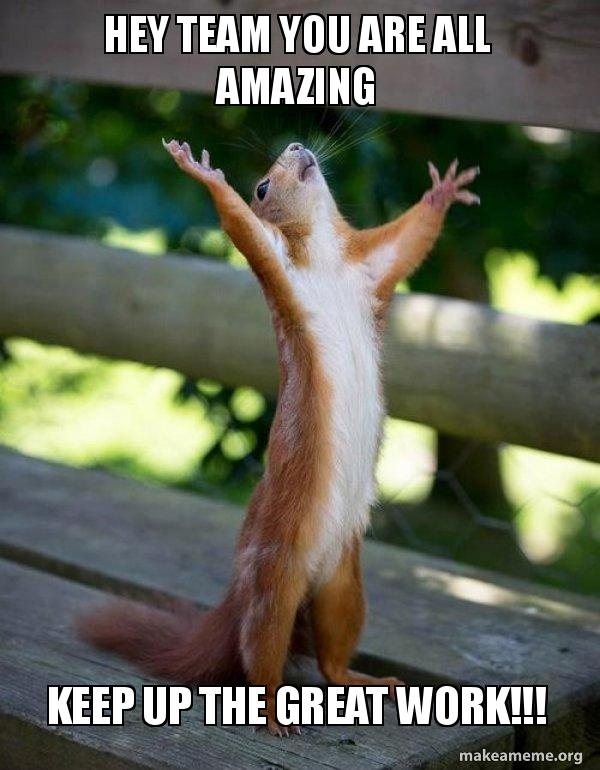 HEY TEAM YOU ARE ALL
AMAZING
KEEP UP THE GREAT WORK!!!
makeameme.org